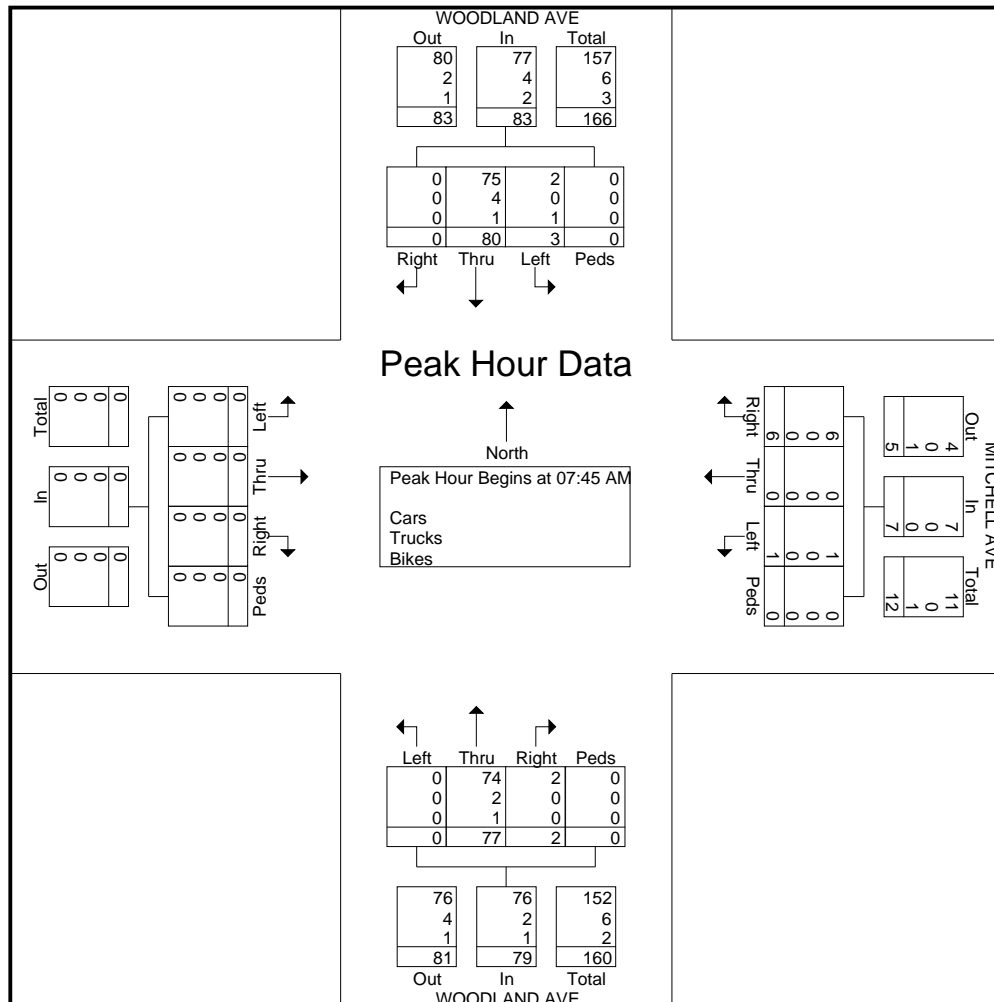 WOODLAND AVE
Out In Total
80 77 157
2 4 6
1 2 3
83 83 166
0 75 2 0
0 4 0 0
0 1 1 0
0 80 3 0
Right Thru Left Peds
Peak Hour Data
North
Peak Hour Begins at 07:45 AM
Cars
Trucks
Bikes
Total
0 0 0 0
In
0 0 0 0
Out
0 0 0 0
Left
0 0 0 0
Thru
0 0 0 0
Right
0 0 0 0
Peds
0 0 0 0
Right
6 0 0 6
Thru
0 0 0 0
Left
1 0 0 1
Peds
0 0 0 0
MITCHELL AVE
Out
4 0 1 5
In
7 0 0 7
Total
11 0 1 12
Left Thru Right Peds
0 74 2 0
0 2 0 0
0 1 0 0
0 77 2 0
76 76 152
4 2 6
1 1 2
81 79 160
Out In Total
WOODLAND AVE